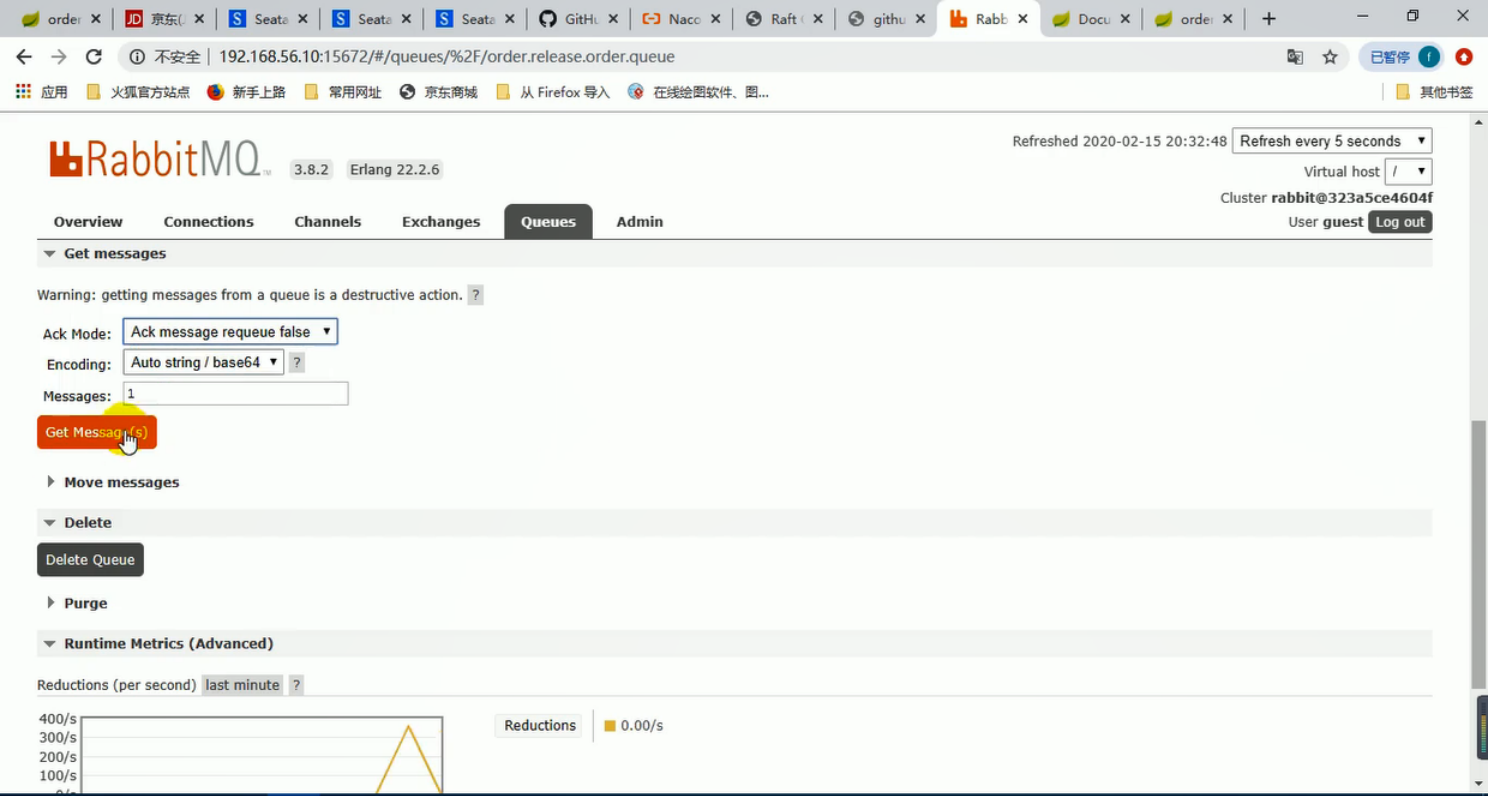 order
京东(
Seata
Seata
Seata
GitHu
Naco
Raft
githu
Rabb
Docu
order
不安全 | 192.168.56.10:15672/#/queues/%2F/order.release.order.queue
已暂停 f
应用 火狐官方站点 新手上路 常用网址 京东商城 从 Firefox 导入 在线绘图软件、图... 其他书签
RabbitMQ TM 3.8.2 Erlang 22.2.6
Refreshed 2020-02-15 20:32:48 Refresh every 5 seconds
Virtual host /
Cluster rabbit@323a5ce4604f
User guest Log out
Overview Connections Channels Exchanges Queues Admin
Get messages
Warning: getting messages from a queue is a destructive action. ?
Ack Mode: Ack message requeue false
Encoding: Auto string / base64 ?
Messages: 1
Get Message(s)
Move messages
Delete
Delete Queue
Purge
Runtime Metrics (Advanced)
Reductions (per second) last minute ?
400/s
300/s
200/s
100/s
Reductions 0.00/s